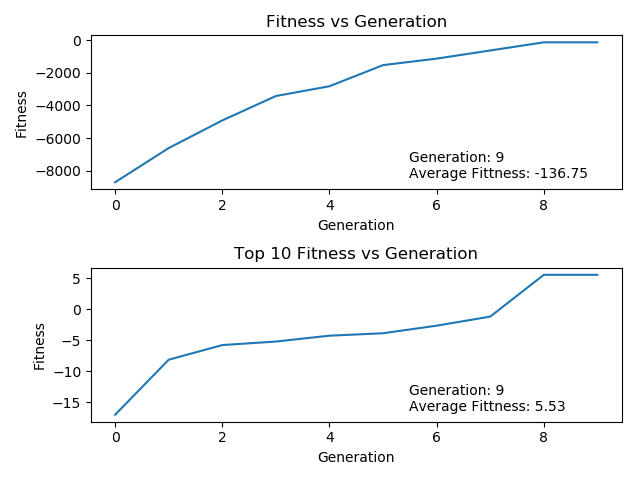 Fitness vs Generation
0
−2000
−4000
−6000
−8000
Fitness
Generation: 9
Average Fittness: -136.75
0 2 4 6 8
Generation
Top 10 Fitness vs Generation
5
0
−5
−10
−15
Fitness
Generation: 9
Average Fittness: 5.53
0 2 4 6 8
Generation